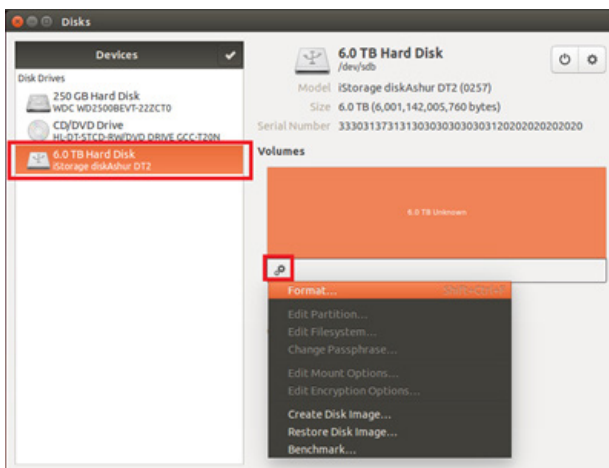 Disks
Devices
Disk Drives
250 GB Hard Disk
WDC WD2500BEVT-22ZCT0
CD/DVD Drive
HL-DT-STCD-RW/DVD DRIVE GCC-T20N
6.0 TB Hard Disk
iStorage diskAshur DT2
6.0 TB Hard Disk
/dev/sdb
Model iStorage diskAshur DT2 (0257)
Size 6.0 TB (6,001,142,005,760 bytes)
Volumes
6.0 TB Unknown
Format... Shift+Ctrl+F
Edit Partition...
Edit Filesystem...
Change Passphrase...
Edit Mount Options...
Edit Encryption Options...
Create Disk Image...
Restore Disk Image...
Benchmark...